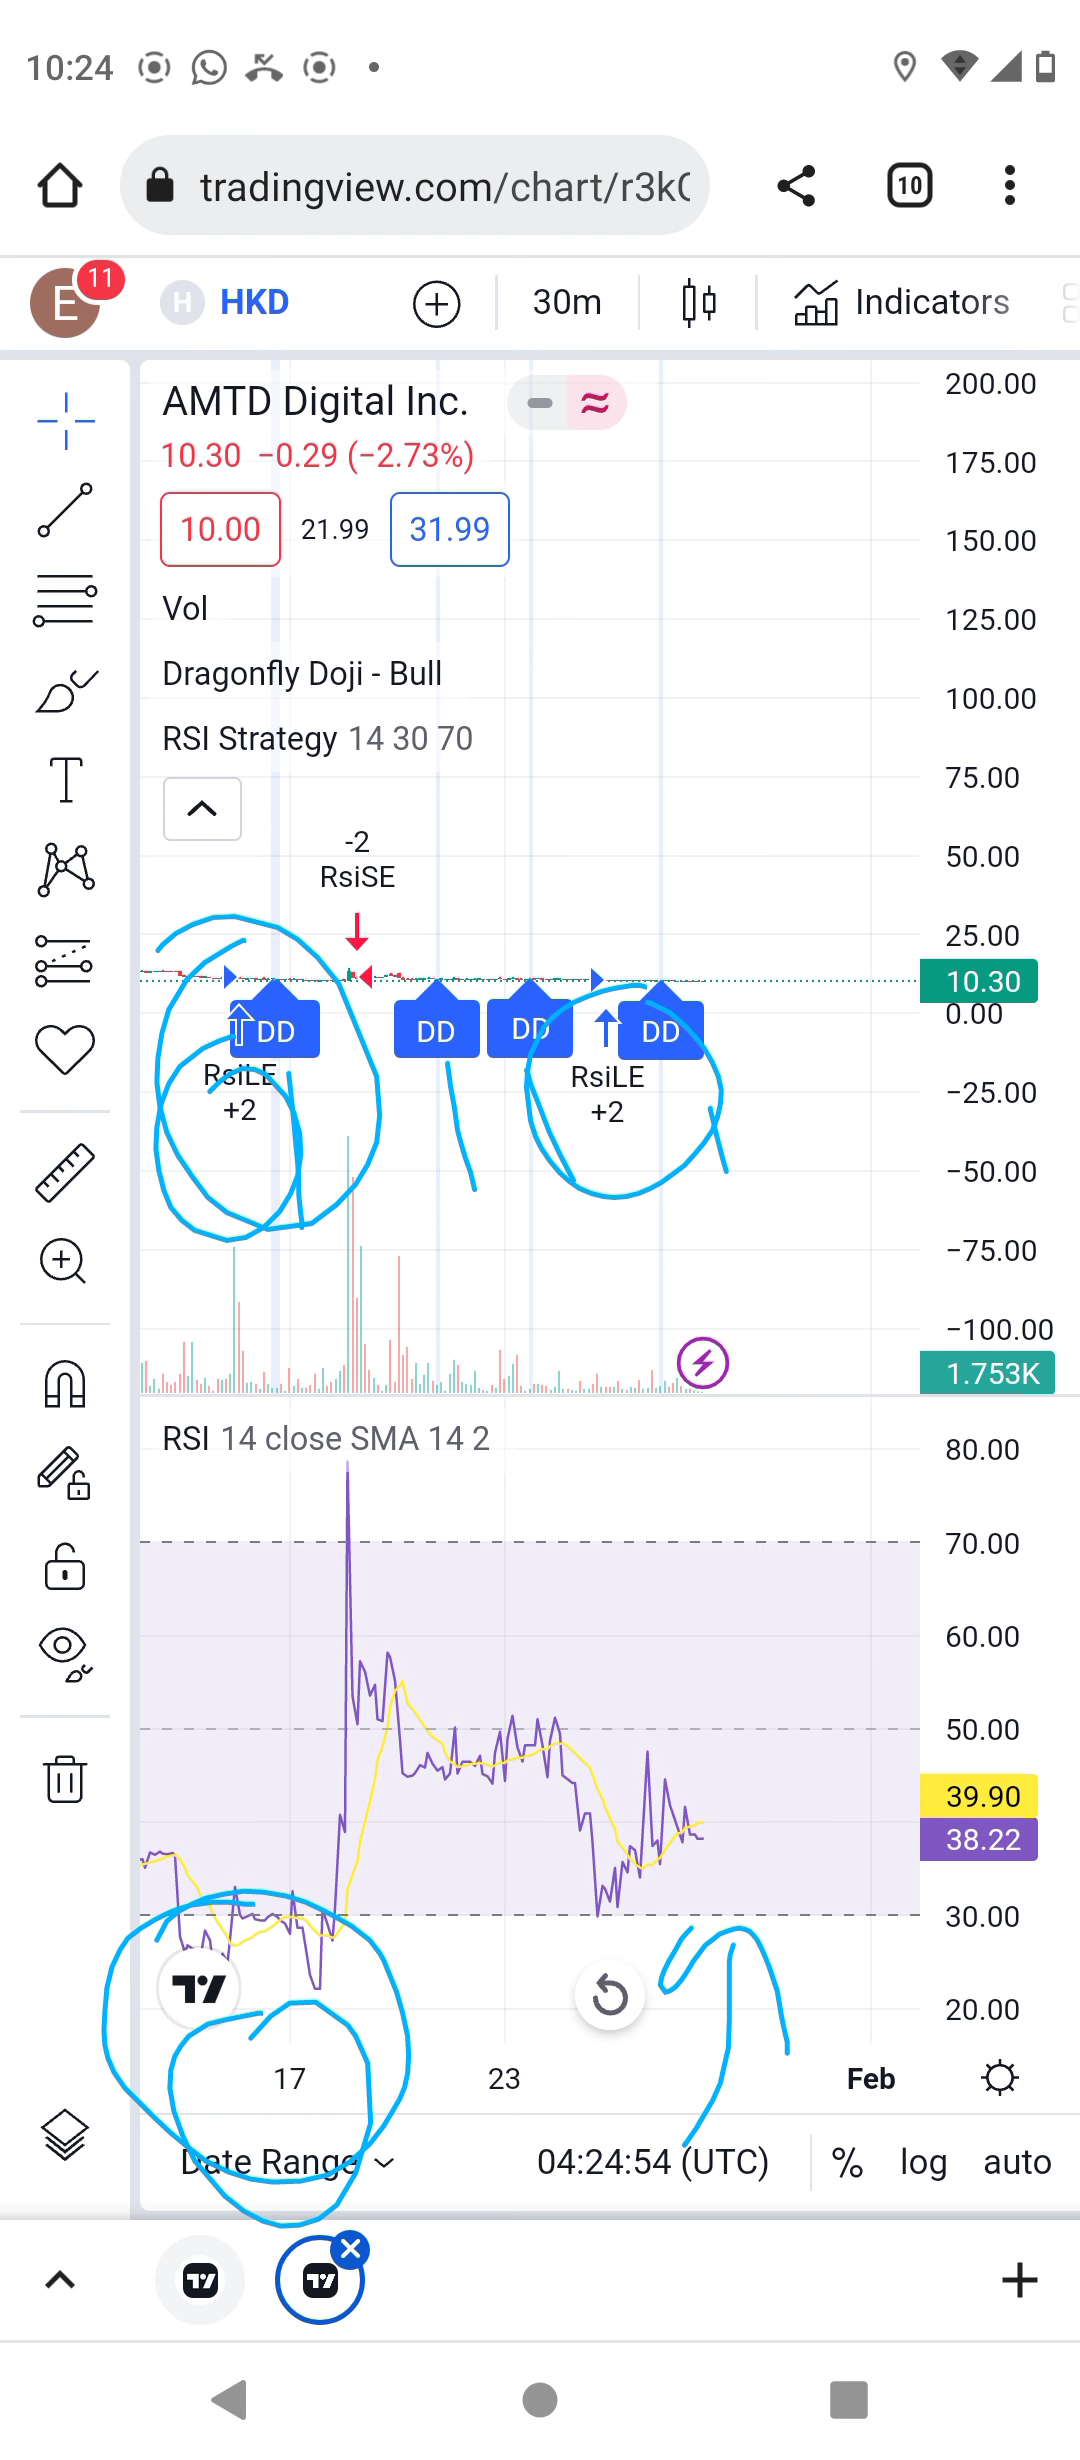 10:24
tradingview.com/chart/r3k
10
E
11
H HKD
30m
Indicators
AMTD Digital Inc.
10.30 −0.29 (−2.73%)
10.00
21.99
31.99
Vol
Dragonfly Doji - Bull
RSI Strategy 14 30 70
-2
RsiSE
DD
DD
DD
DD
RsiLE
+2
RsiLE
+2
200.00
175.00
150.00
125.00
100.00
75.00
50.00
25.00
10.30
0.00
−25.00
−50.00
−75.00
−100.00
1.753K
RSI 14 close SMA 14 2
80.00
70.00
60.00
50.00
39.90
38.22
30.00
20.00
17
23
Feb
Date Range
04:24:54 (UTC)
%
log
auto